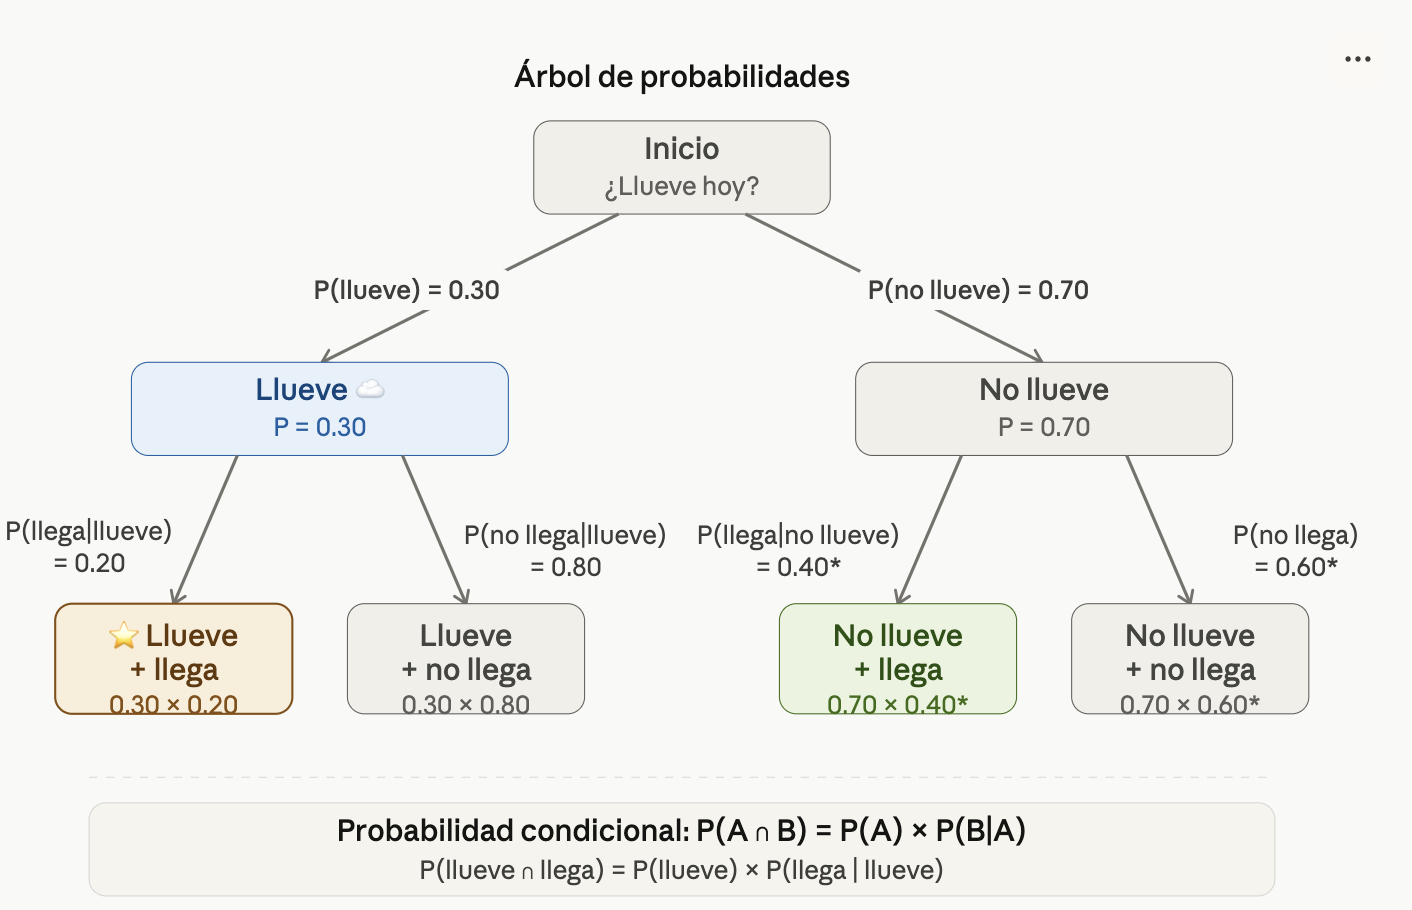 Árbol de probabilidades
Inicio
¿Llueve hoy?
P(llueve) = 0.30
P(no llueve) = 0.70
Llueve ☁️
P = 0.30
No llueve
P = 0.70
P(llega|llueve)
= 0.20
P(no llega|llueve)
= 0.80
P(llega|no llueve)
= 0.40*
P(no llega)
= 0.60*
⭐ Llueve
+ llega
0.30 × 0.20
Llueve
+ no llega
0.30 × 0.80
No llueve
+ llega
0.70 × 0.40*
No llueve
+ no llega
0.70 × 0.60*
Probabilidad condicional: P(A ∩ B) = P(A) × P(B|A)
P(llueve ∩ llega) = P(llueve) × P(llega | llueve)